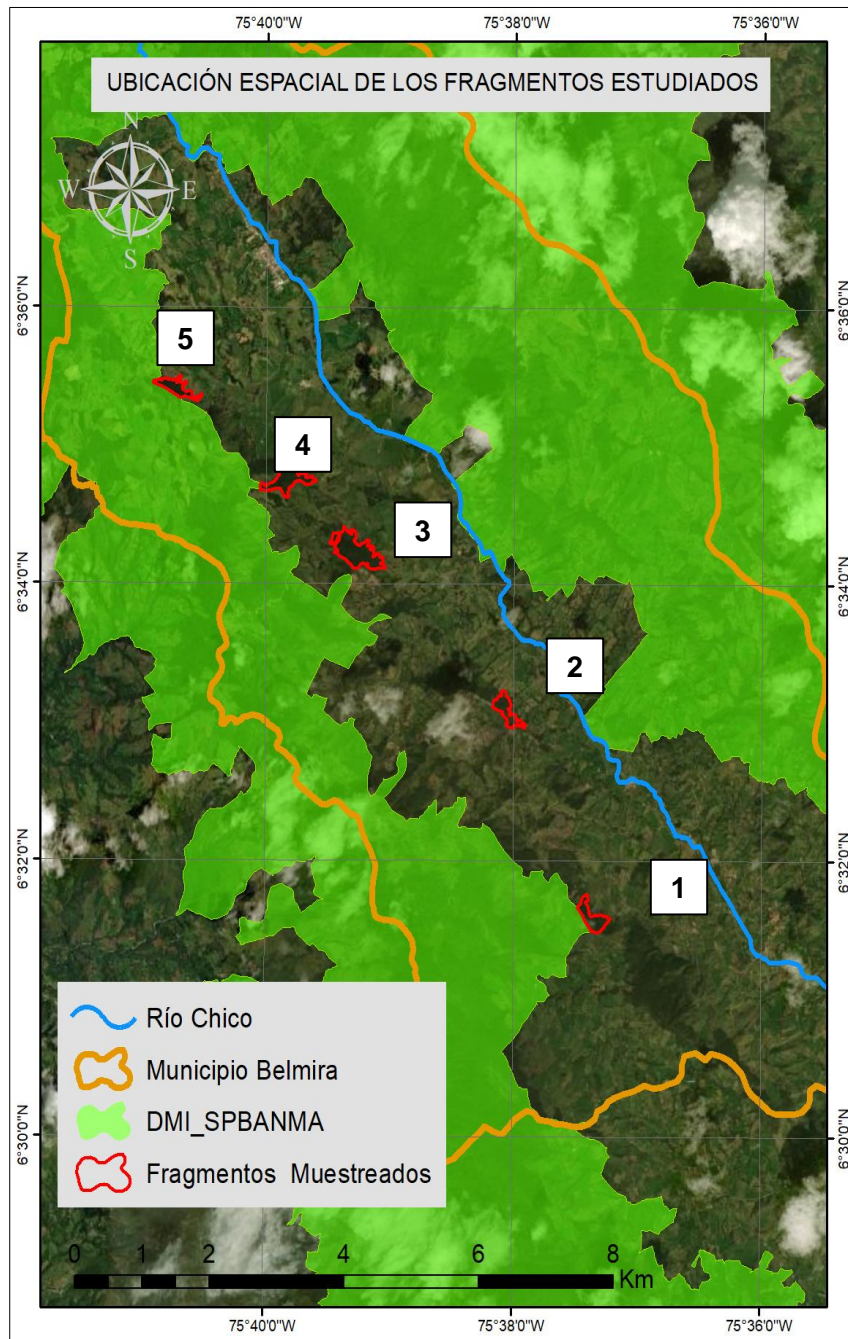 75°40'0"W 75°38'0"W 75°36'0"W
UBICACIÓN ESPACIAL DE LOS FRAGMENTOS ESTUDIADOS
N
W E
S
6°36'0"N 6°36'0"N
5
4
3
6°34'0"N 6°34'0"N
2
6°32'0"N 6°32'0"N
1
Río Chico
Municipio Belmira
DMI_SPBANMA
6°30'0"N 6°30'0"N
Fragmentos Muestreados
0 1 2 4 6 8
Km
75°40'0"W 75°38'0"W 75°36'0"W